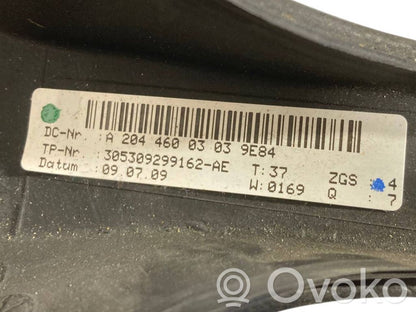 DC-Nr. :A 204 460 03 03 9E84
TP-Nr. :305309299162-AE T:37 ZGS :4
Datum :09.07.09 W:0169 Q :7
Ovoko